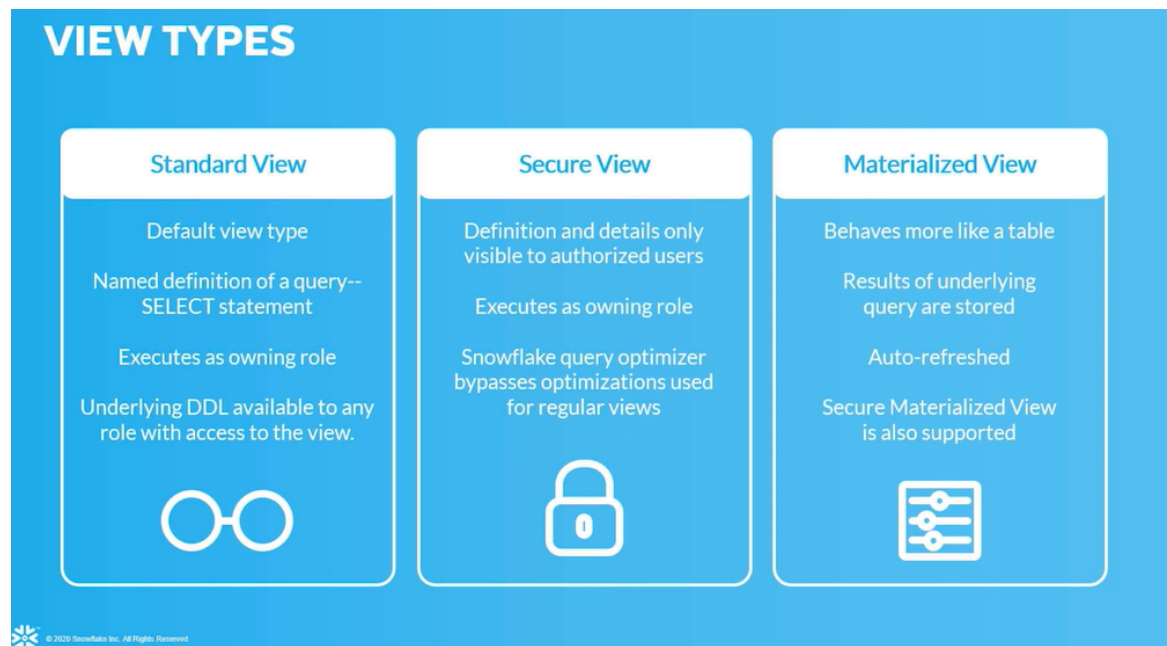 VIEW TYPES
Standard View
Default view type
Named definition of a query--
SELECT statement
Executes as owning role
Underlying DDL available to any
role with access to the view.
Secure View
Definition and details only
visible to authorized users
Executes as owning role
Snowflake query optimizer
bypasses optimizations used
for regular views
Materialized View
Behaves more like a table
Results of underlying
query are stored
Auto-refreshed
Secure Materialized View
is also supported
© 2020 Snowflake Inc. All Rights Reserved